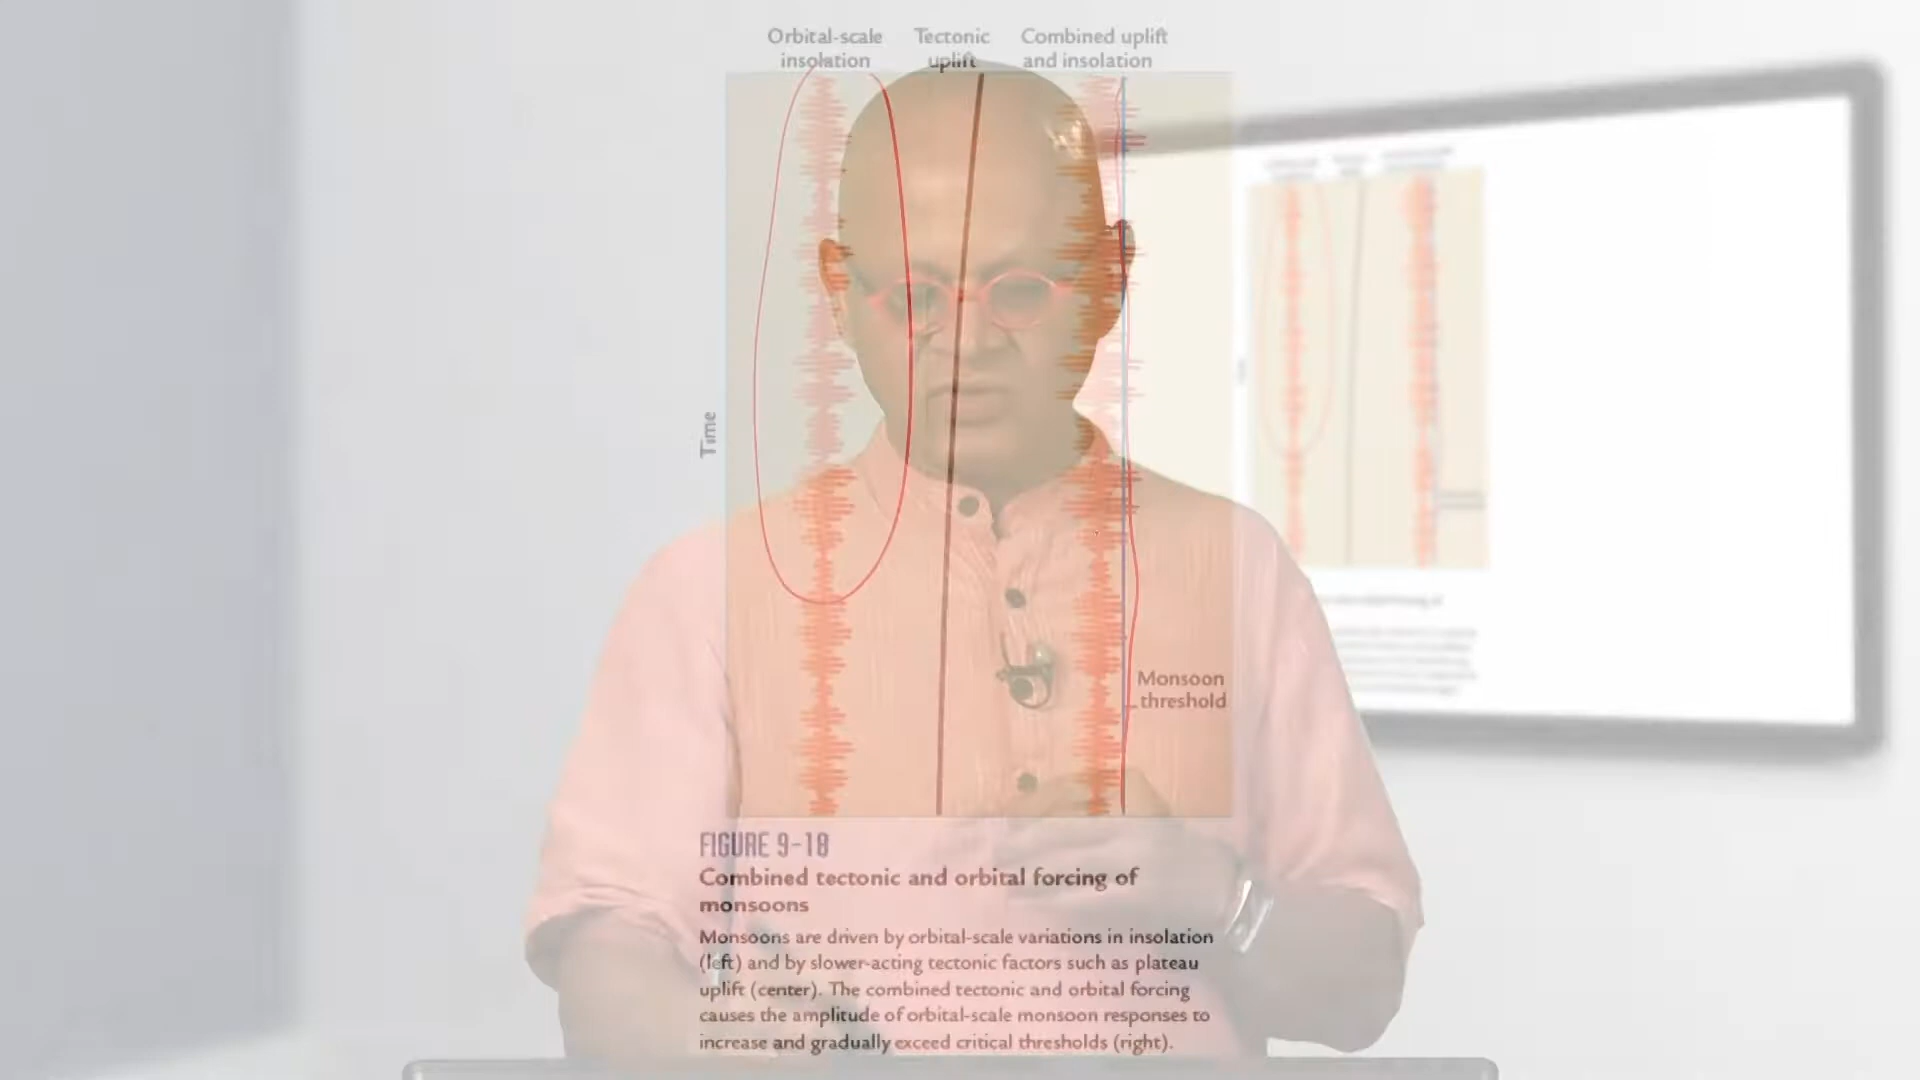 Orbital-scale
insolation
Tectonic
uplift
Combined uplift
and insolation
Time
Monsoon
threshold
FIGURE 9-18
Combined tectonic and orbital forcing of
monsoons
Monsoons are driven by orbital-scale variations in insolation
(left) and by slower-acting tectonic factors such as plateau
uplift (center). The combined tectonic and orbital forcing
causes the amplitude of orbital-scale monsoon responses to
increase and gradually exceed critical thresholds (right).